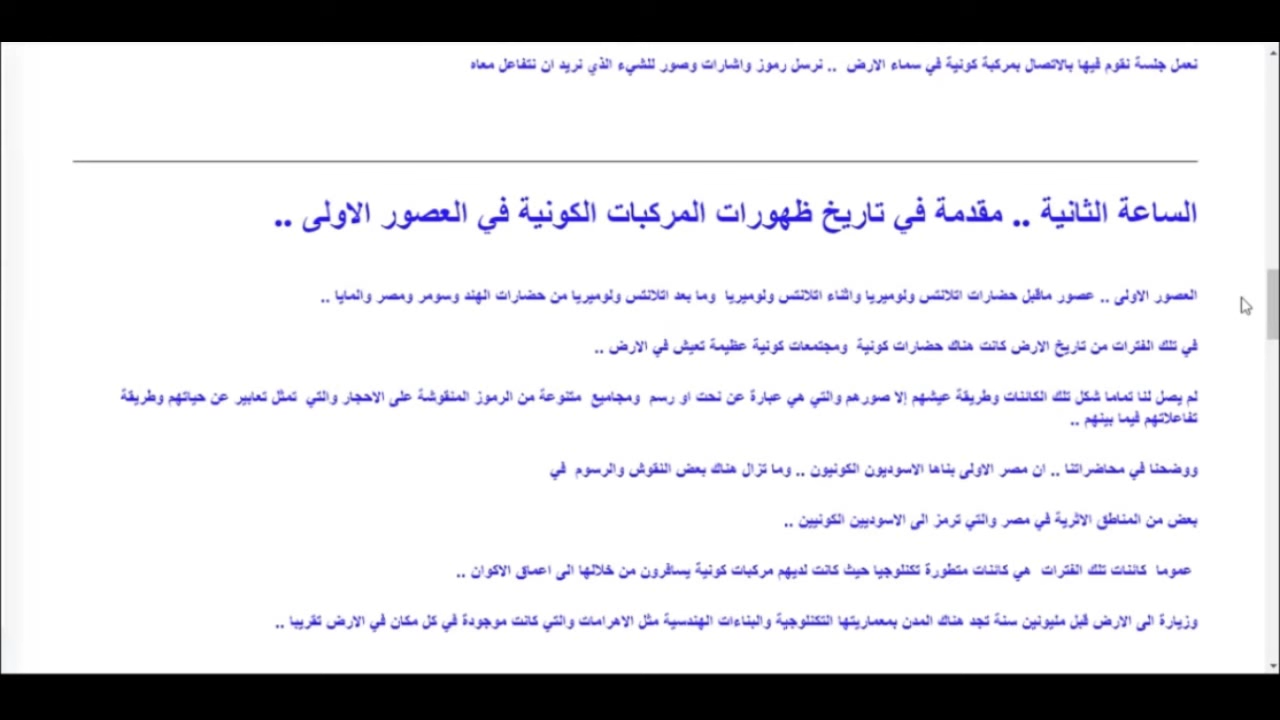 نعمل جلسة نقوم فيها بالاتصال بمركبة كونية في سماء الارض .. نرسل رموز واشارات وصور للشيء الذي نريد ان نتفاعل معاه
الساعة الثانية .. مقدمة في تاريخ ظهورات المركبات الكونية في العصور الاولى ..
العصور الاولى .. عصور ماقبل حضارات اتلانتس ولوميريا واثناء اتلانتس ولوميريا وما بعد اتلانتس ولوميريا من حضارات الهند وسومر ومصر والمايا ..
في تلك الفترات من تاريخ الارض كانت هناك حضارات كونية ومجتمعات كونية عظيمة تعيش في الارض ..
لم يصل لنا تماما شكل تلك الكائنات وطريقة عيشهم إلا صورهم والتي هي عبارة عن نحت او رسم ومجاميع متنوعة من الرموز المنقوشة على الاحجار والتي تمثل تعابير عن حياتهم وطريقة
تفاعلاتهم فيما بينهم ..
ووضحنا في محاضراتنا .. ان مصر الاولى بناها الاسوديون الكونيون .. وما تزال هناك بعض النقوش والرسوم في
بعض من المناطق الاثرية في مصر والتي ترمز الى الاسوديين الكونيين ..
عموما كائنات تلك الفترات هي كائنات متطورة تكنلوجيا حيث كانت لديهم مركبات كونية يسافرون من خلالها الى اعماق الاكوان ..
وزيارة الى الارض قبل مليونين سنة تجد هناك المدن بمعماريتها التكنلوجية والبناءات الهندسية مثل الاهرامات والتي كانت موجودة في كل مكان في الارض تقريبا ..